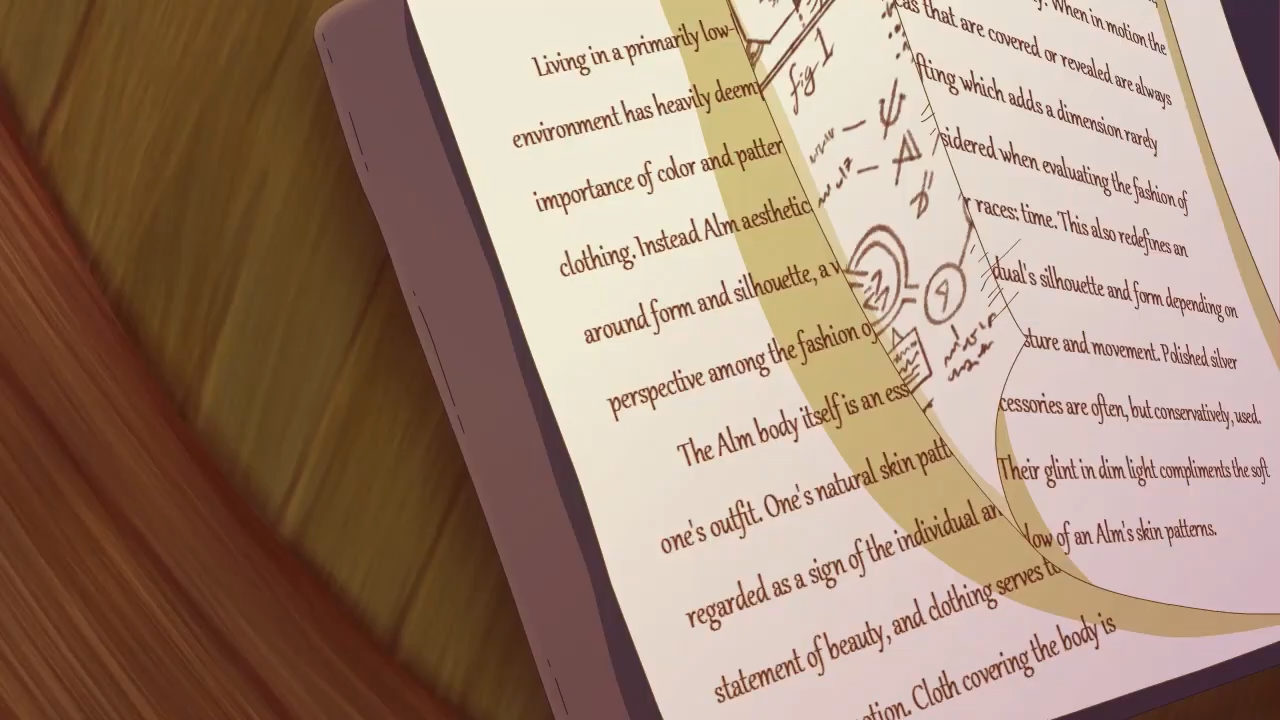 Living in a primarily low-
environment has heavily deem
importance of color and patter
clothing. Instead Alm aesthetic
around form and silhouette, a
perspective among the fashion o
The Alm body itself is an ess
one's outfit. One's natural skin patt
regarded as a sign of the individual an
statement of beauty, and clothing serves to
Cloth covering the body is
fig-1
that are covered or revealed are always
When in motion the
fting which adds a dimension rarely
sidered when evaluating the fashion of
r races; time. This also redefines an
dual's silhouette and form depending on
sture and movement. Polished silver
cessories are often, but conservatively, used.
Their glint in dim light compliments the soft
low of an Alm's skin patterns.